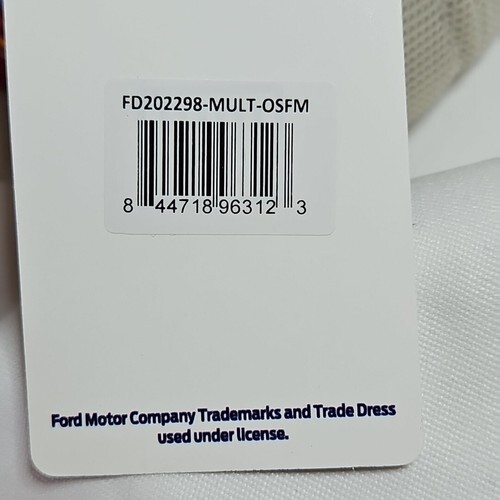 FD202298-MULT-OSFM
8 44718 96312 3
Ford Motor Company Trademarks and Trade Dress
used under license.